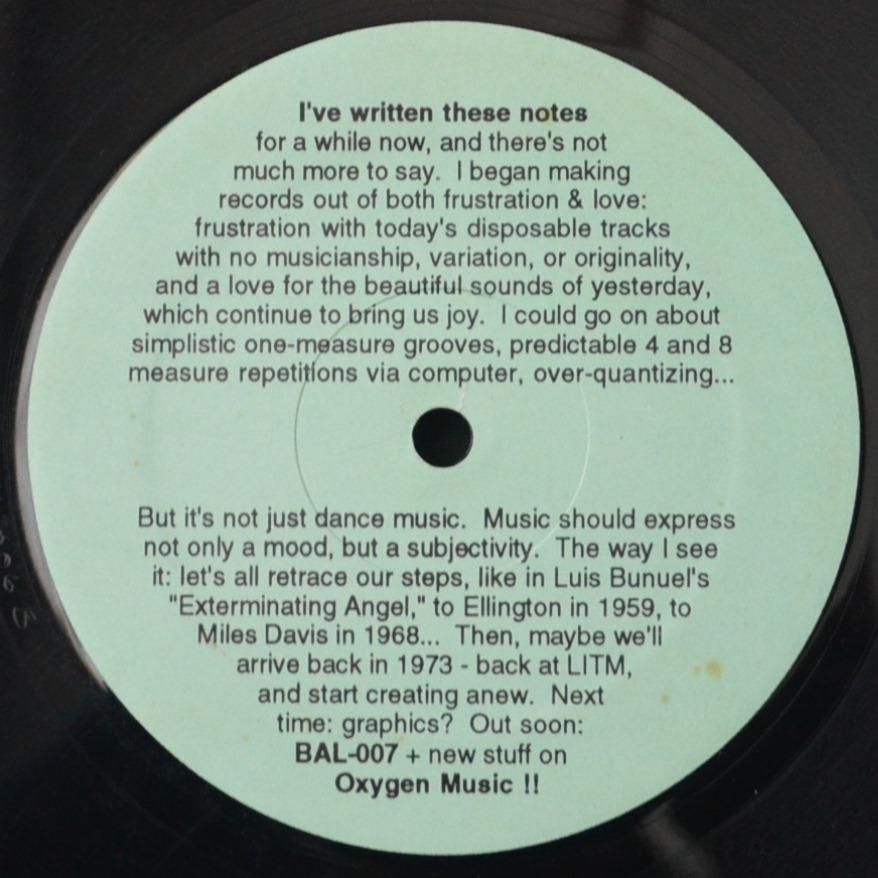 I've written these notes
for a while now, and there's not
much more to say. I began making
records out of both frustration & love:
frustration with today's disposable tracks
with no musicianship, variation, or originality,
and a love for the beautiful sounds of yesterday,
which continue to bring us joy. I could go on about
simplistic one-measure grooves, predictable 4 and 8
measure repetitions via computer, over-quantizing...
But it's not just dance music. Music should express
not only a mood, but a subjectivity. The way I see
it: let's all retrace our steps, like in Luis Bunuel's
"Exterminating Angel," to Ellington in 1959, to
Miles Davis in 1968... Then, maybe we'll
arrive back in 1973 - back at LITM,
and start creating anew. Next
time: graphics? Out soon:
BAL-007 + new stuff on
Oxygen Music !!